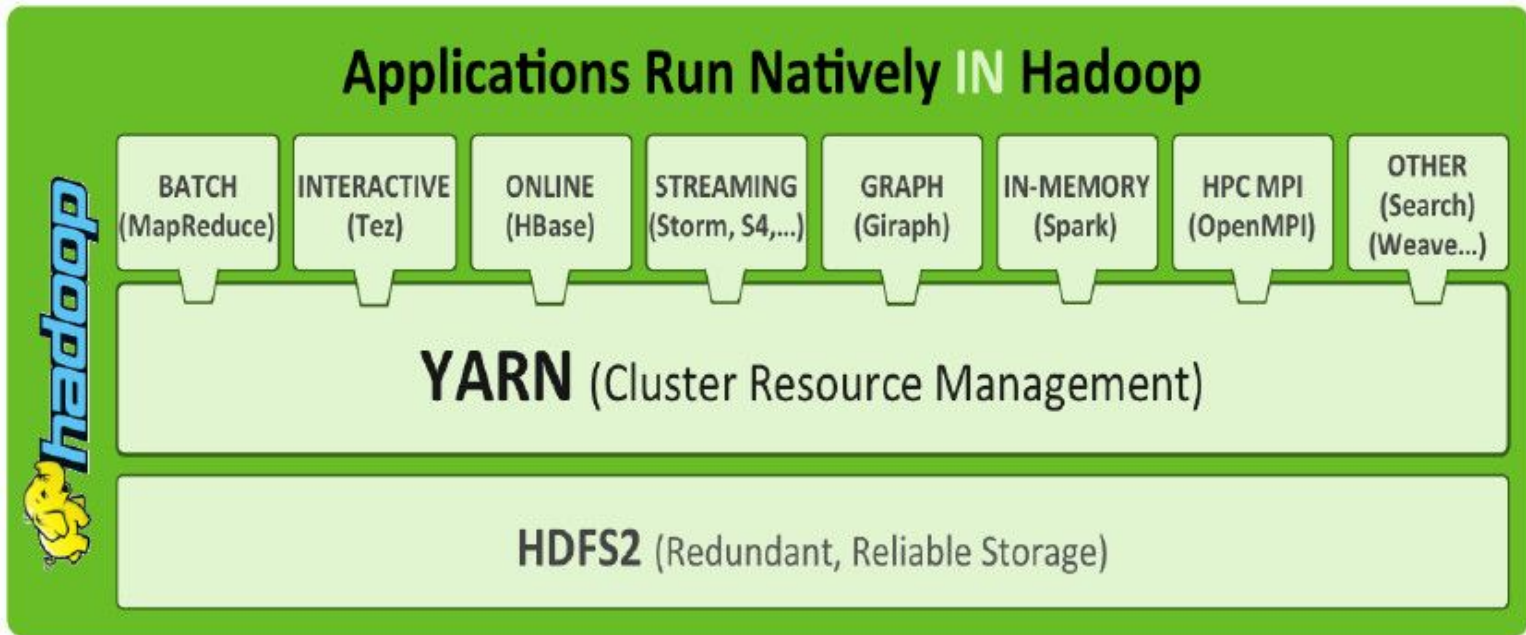 Applications Run Natively IN Hadoop
BATCH
(MapReduce)
INTERACTIVE
(Tez)
ONLINE
(HBase)
STREAMING
(Storm, S4,...)
GRAPH
(Giraph)
IN-MEMORY
(Spark)
HPC MPI
(OpenMPI)
OTHER
(Search)
(Weave...)
hadoop
YARN (Cluster Resource Management)
HDFS2 (Redundant, Reliable Storage)